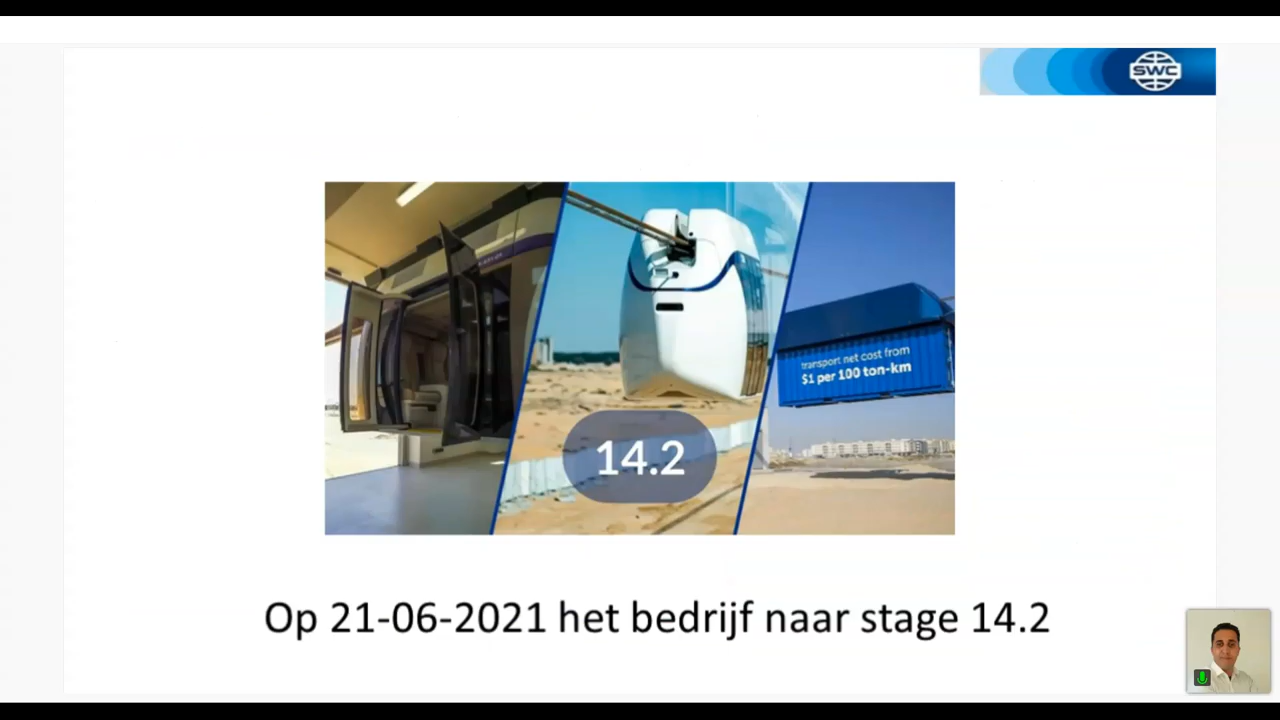 SWC
transport net cost from
$1 per 100 ton-km
14.2
Op 21-06-2021 het bedrijf naar stage 14.2